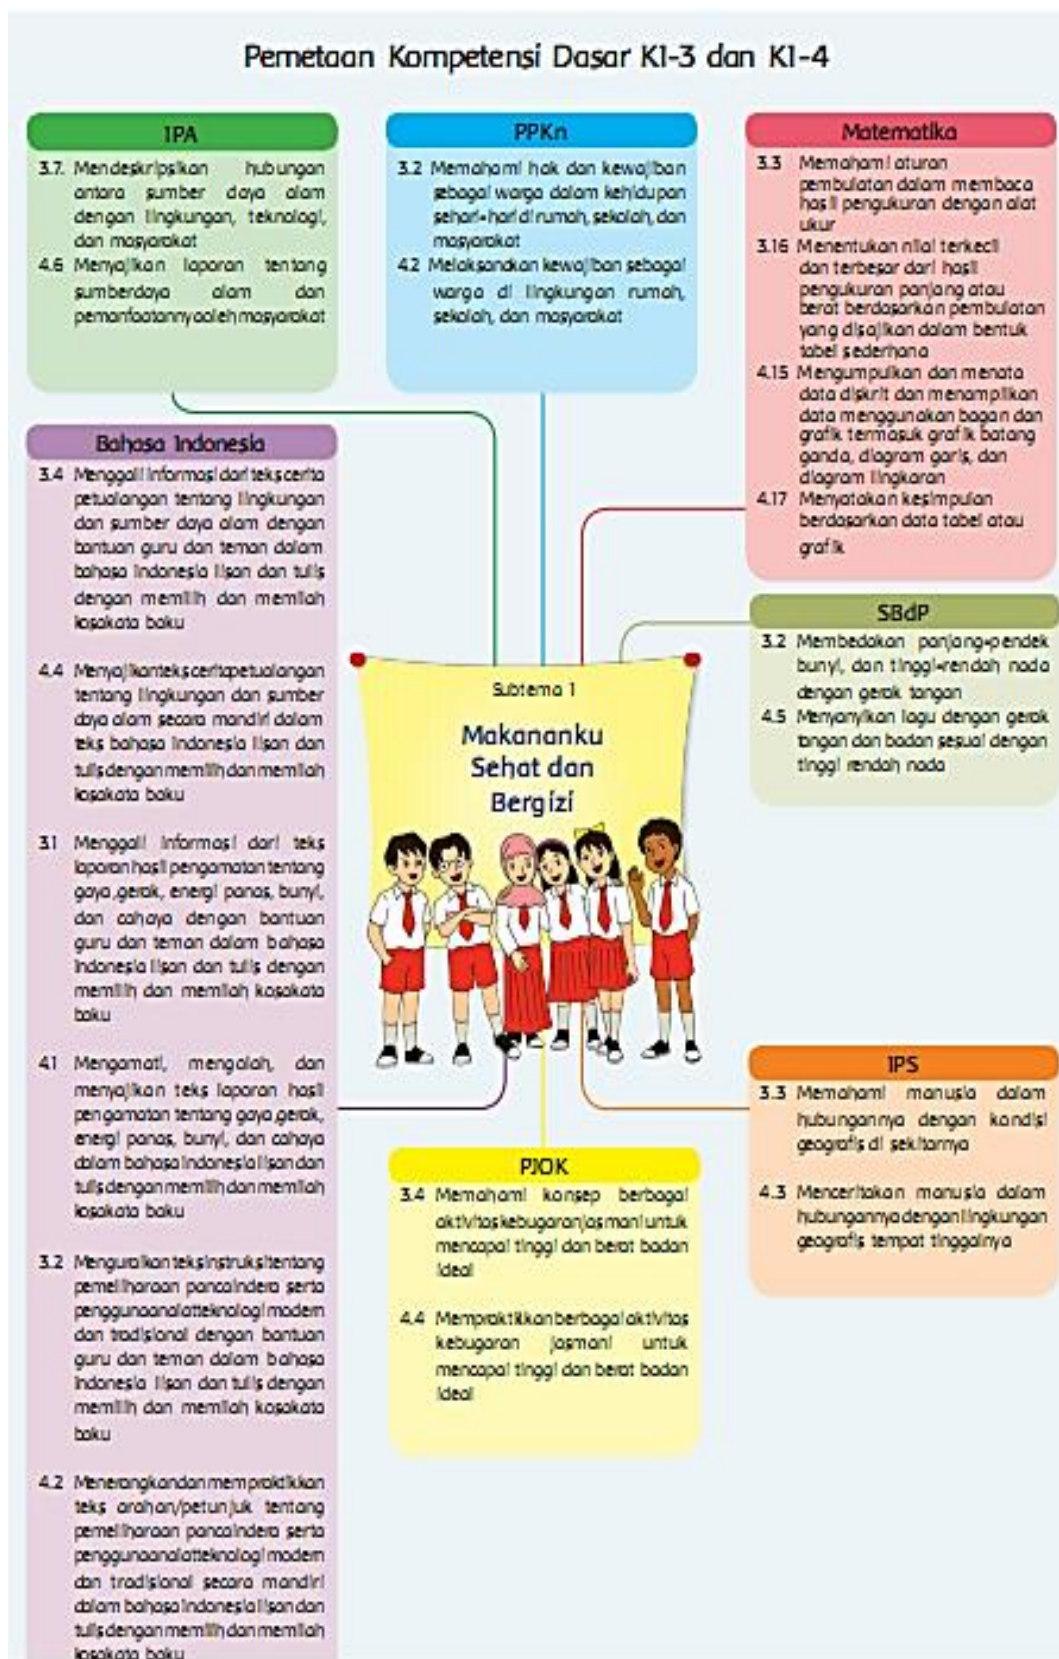 Pemetaan Kompetensi Dasar KI-3 dan KI-4
IPA
3.7. Mendeskripsikan hubungan
antara sumber daya alam
dengan lingkungan, teknologi,
dan masyarakat
4.6 Menyajikan laporan tentang
sumberdaya alam dan
pemanfaatannyaoleh masyarakat
PPKn
3.2 Memahami hak dan kewajiban
sebagai warga dalam kehidupan
sehari-hari di rumah, sekolah, dan
masyarakat
4.2 Melaksanakan kewajiban sebagai
warga di lingkungan rumah,
sekolah, dan masyarakat
Matematika
3.3 Memahami aturan
pembulatan dalam membaca
hasil pengukuran dengan alat
ukur
3.16 Menentukan nilai terkecil
dan terbesar dari hasil
pengukuran panjang atau
berat berdasarkan pembulatan
yang disajikan dalam bentuk
tabel sederhana
4.15 Mengumpulkan dan menata
data diskrit dan menampilkan
data menggunakan bagan dan
grafik termasuk grafik batang
ganda, diagram garis, dan
diagram lingkaran
4.17 Menyatakan kesimpulan
berdasarkan data tabel atau
grafik
Bahasa Indonesia
3.4 Menggali informasi dari teks cerita
petualangan tentang lingkungan
dan sumber daya alam dengan
bantuan guru dan teman dalam
bahasa Indonesia lisan dan tulis
dengan memilih dan memilah
kosakata baku
4.4 Menyajikan teks cerita petualangan
tentang lingkungan dan sumber
daya alam secara mandiri dalam
teks bahasa Indonesia lisan dan
tulis dengan memilih dan memilah
kosakata baku
3.1 Menggali informasi dari teks
laporan hasil pengamatan tentang
gaya ,gerak, energi panas, bunyi,
dan cahaya dengan bantuan
guru dan teman dalam bahasa
Indonesia lisan dan tulis dengan
memilih dan memilah kosakata
baku
4.1 Mengamati, mengolah, dan
menyajikan teks laporan hasil
pengamatan tentang gaya ,gerak,
energi panas, bunyi, dan cahaya
dalam bahasa Indonesia lisan dan
tulis dengan memilih dan memilah
kosakata baku
3.2 Menguraikan teks instruksi tentang
pemeliharaan pancaindera serta
penggunaan alat teknologi modern
dan tradisional dengan bantuan
guru dan teman dalam bahasa
Indonesia lisan dan tulis dengan
memilih dan memilah kosakata
baku
4.2 Menerangkan dan mempraktikkan
teks arahan/petunjuk tentang
pemeliharaan pancaindera serta
penggunaan alat teknologi modern
dan tradisional secara mandiri
dalam bahasa Indonesia lisan dan
tulis dengan memilih dan memilah
kosakata baku
Subtema 1
Makananku
Sehat dan
Bergizi
SBdP
3.2 Membedakan panjang-pendek
bunyi, dan tinggi-rendah nada
dengan gerak tangan
4.5 Menyanyikan lagu dengan gerak
tangan dan badan sesuai dengan
tinggi rendah nada
PJOK
3.4 Memahami konsep berbagai
aktivitas kebugaran jasmani untuk
mencapai tinggi dan berat badan
ideal
4.4 Mempraktikkan berbagai aktivitas
kebugaran jasmani untuk
mencapai tinggi dan berat badan
ideal
IPS
3.3 Memahami manusia dalam
hubungannya dengan kondisi
geografis di sekitarnya
4.3 Menceritakan manusia dalam
hubungannya dengan lingkungan
geografis tempat tinggalnya